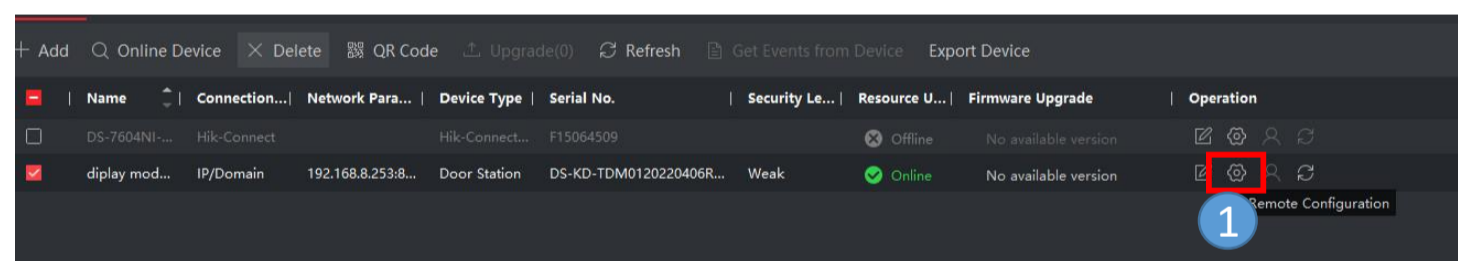 + Add Online Device × Delete QR Code Upgrade(0) Refresh Get Events from Device Export Device
Name | Connection... | Network Para... | Device Type | Serial No. | Security Le... | Resource U... | Firmware Upgrade | Operation
DS-7604NI-... Hik-Connect Hik-Connect... F15064509 Offline No available version
diplay mod... IP/Domain 192.168.8.253:8... Door Station DS-KD-TDM0120220406R... Weak Online No available version
Remote Configuration
1